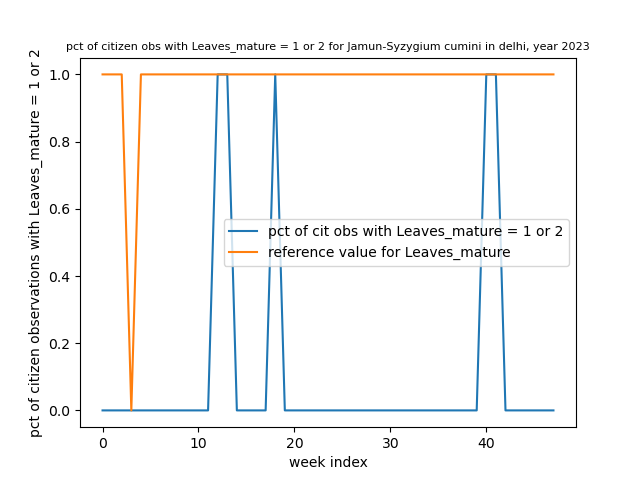 pct of citizen obs with Leaves_mature = 1 or 2 for Jamun-Syzygium cumini in delhi, year 2023
pct of citizen observations with Leaves_mature = 1 or 2
1.0
0.8
0.6
0.4
0.2
0.0
pct of cit obs with Leaves_mature = 1 or 2
reference value for Leaves_mature
0 10 20 30 40
week index